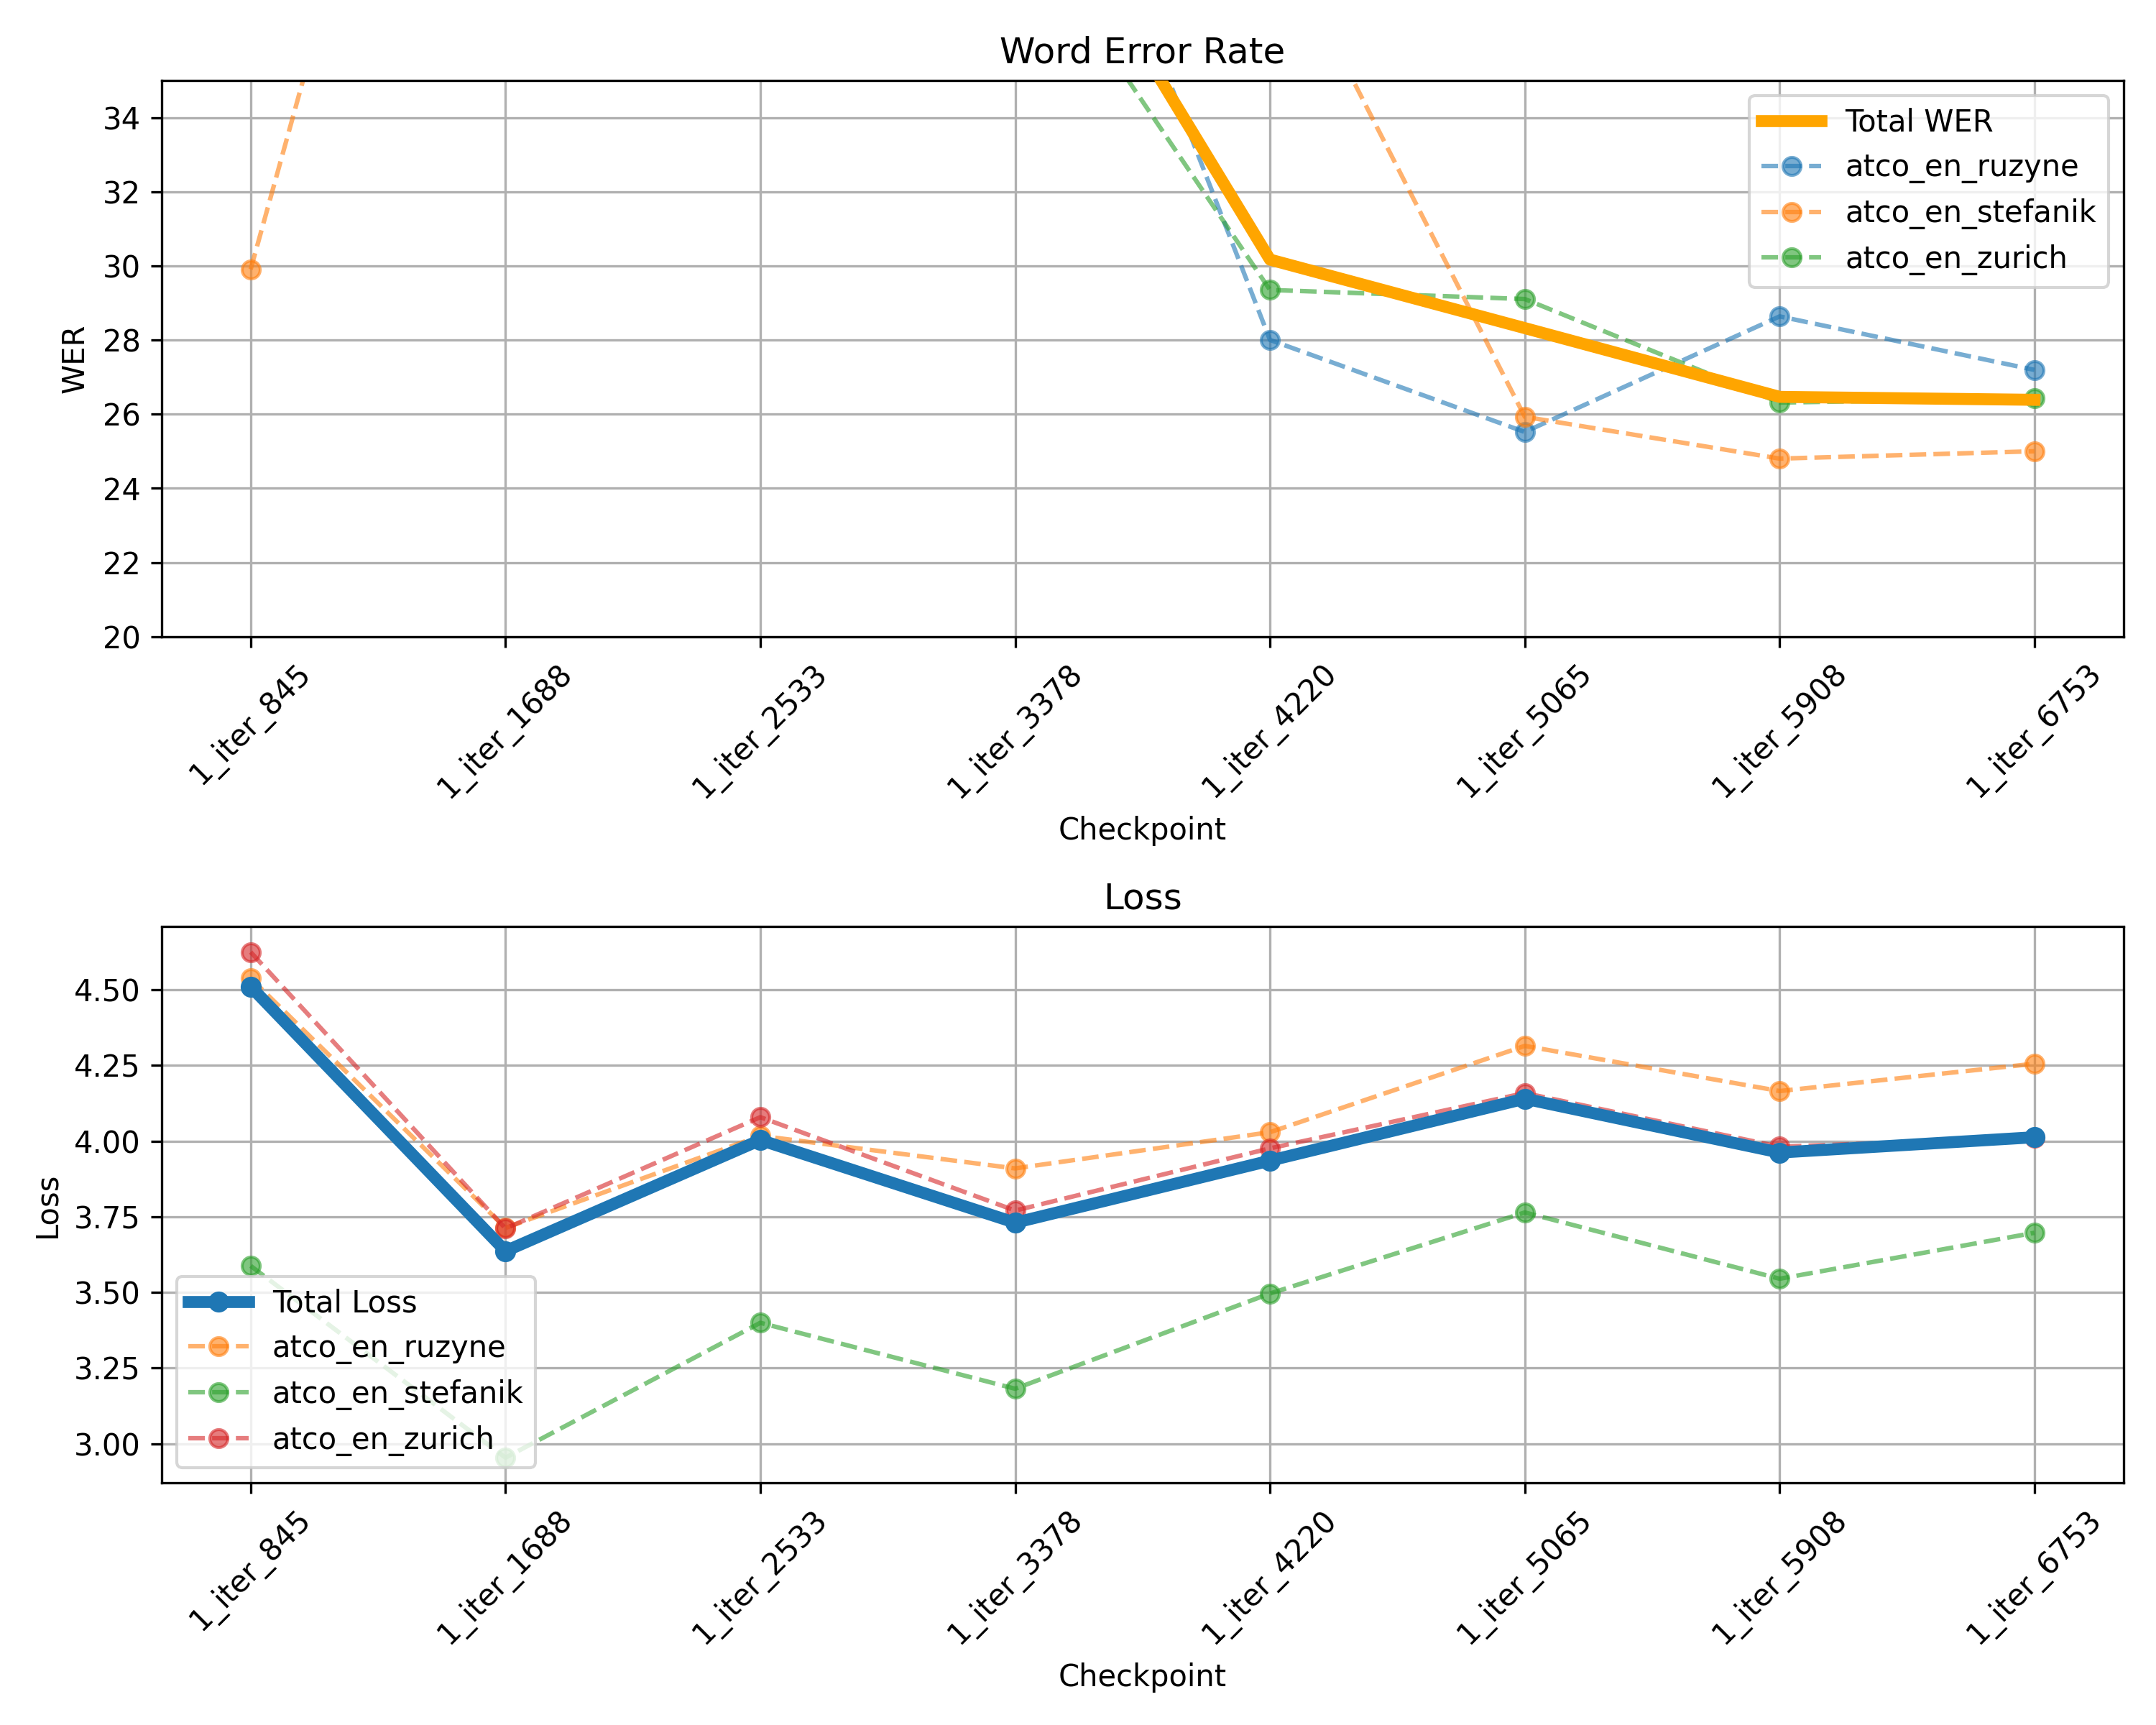 Word Error Rate
WER
34
32
30
28
26
24
22
20
Total WER
atco_en_ruzyne
atco_en_stefanik
atco_en_zurich
1_iter_845
1_iter_1688
1_iter_2533
1_iter_3378
1_iter_4220
1_iter_5065
1_iter_5908
1_iter_6753
Checkpoint
Loss
Loss
4.50
4.25
4.00
3.75
3.50
3.25
3.00
Total Loss
atco_en_ruzyne
atco_en_stefanik
atco_en_zurich
1_iter_845
1_iter_1688
1_iter_2533
1_iter_3378
1_iter_4220
1_iter_5065
1_iter_5908
1_iter_6753
Checkpoint